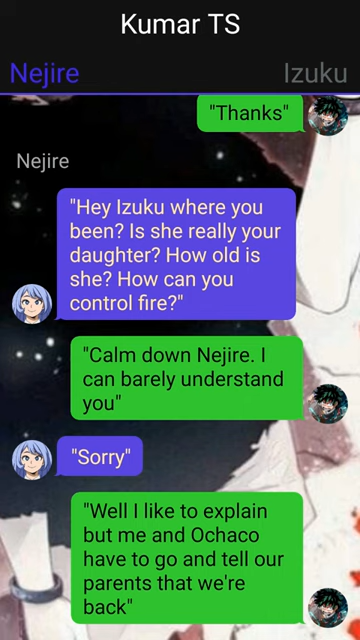 Kumar TS
Nejire Izuku
"Thanks"
Nejire
"Hey Izuku where you
been? Is she really your
daughter? How old is
she? How can you
control fire?"
"Calm down Nejire. I
can barely understand
you"
"Sorry"
"Well I like to explain
but me and Ochaco
have to go and tell our
parents that we're
back"